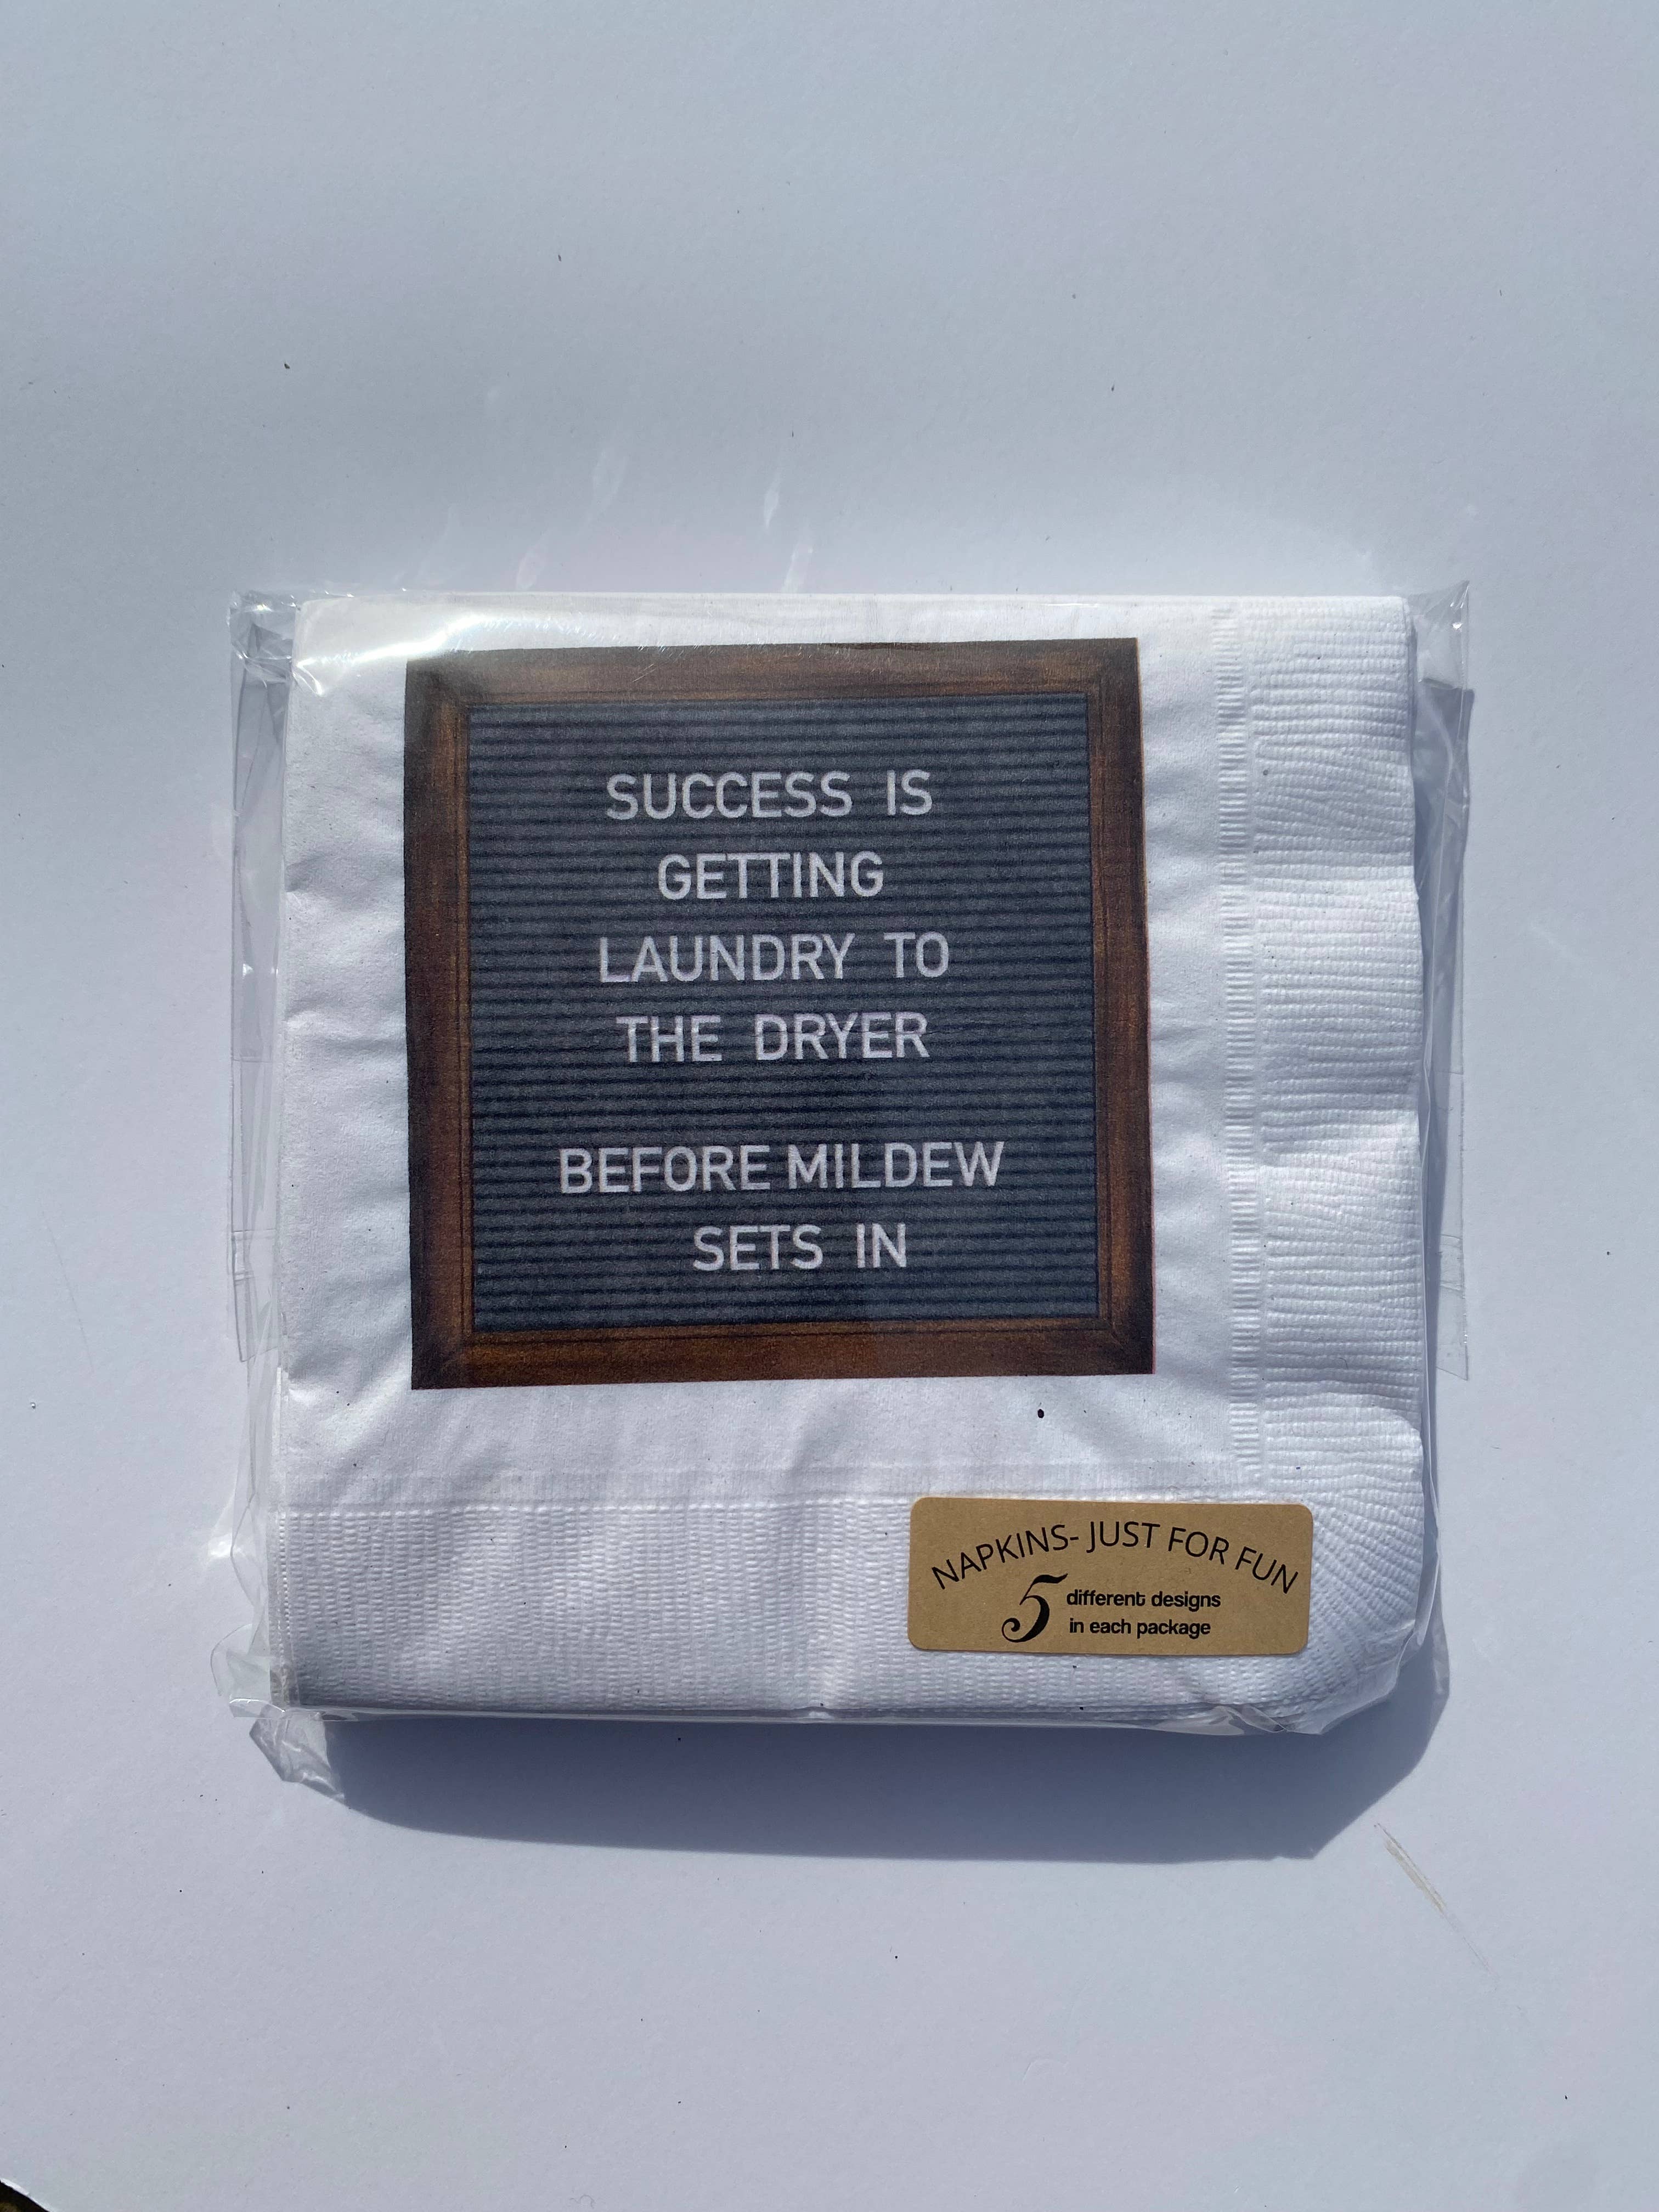 SUCCESS IS
GETTING
LAUNDRY TO
THE DRYER
BEFORE MILDEW
SETS IN
NAPKINS- JUST FOR FUN
5 different designs
in each package